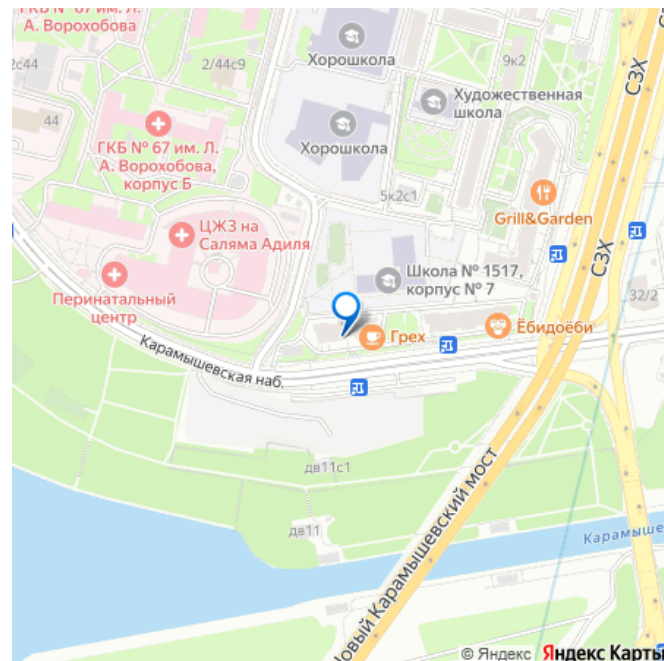 ГКБ № 67 им. Л.
А. Ворохобова
2с44
2/44с9
44
ГКБ № 67 им. Л.
А. Ворохобова,
корпус Б
Хорошкола
Хорошкола
9к2
Художественная
школа
СЗХ
5к2с1
Grill&Garden
ЦЖЗ на
Саляма Адиля
Перинатальный
центр
Школа № 1517,
корпус № 7
СЗХ
32/2
Грех
Ёбидоёби
Карамышевская наб.
дв11с1
дв11
Новый Карамышевский мост
Карамыше
© Яндекс Яндекс Карты